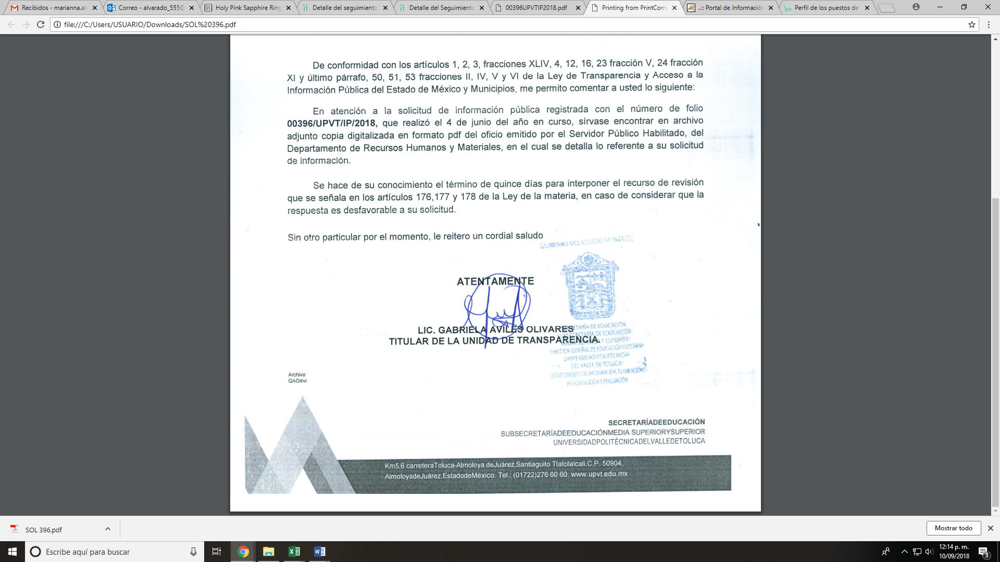 Recibidos - marianna.al
Correo - alvarado_555@
Holy Pink Sapphire Ring
Detalle del seguimiento
Detalle del Seguimiento
00396UPVTIP2018.pdf
Printing from PrintCom
..:: Portal de Información
Perfil de los puestos de
file:///C:/Users/USUARIO/Downloads/SOL%20396.pdf
De conformidad con los artículos 1, 2, 3, fracciones XLIV, 4, 12, 16, 23 fracción V, 24 fracción
XI y último párrafo, 50, 51, 53 fracciones II, IV, V y VI de la Ley de Transparencia y Acceso a la
Información Pública del Estado de México y Municipios, me permito comentar a usted lo siguiente:
En atención a la solicitud de información pública registrada con el número de folio
00396/UPVT/IP/2018, que realizó el 4 de junio del año en curso, sírvase encontrar en archivo
adjunto copia digitalizada en formato pdf del oficio emitido por el Servidor Público Habilitado, del
Departamento de Recursos Humanos y Materiales, en el cual se detalla lo referente a su solicitud
de información.
Se hace de su conocimiento el término de quince días para interponer el recurso de revisión
que se señala en los artículos 176,177 y 178 de la Ley de la materia, en caso de considerar que la
respuesta es desfavorable a su solicitud.
Sin otro particular por el momento, le reitero un cordial saludo
GOBIERNO DEL ESTADO DE MÉXICO
ATENTAMENTE
LIC. GABRIELA AVILES OLIVARES
TITULAR DE LA UNIDAD DE TRANSPARENCIA.
SECRETARÍA DE EDUCACIÓN
SUBSECRETARÍA DE EDUCACIÓN
MEDIA SUPERIOR Y SUPERIOR
DIRECCIÓN GENERAL DE EDUCACIÓN SUPERIOR
UNIVERSIDAD POLITÉCNICA
DEL VALLE DE TOLUCA
DEPARTAMENTO DE INFORMACIÓN, PLANEACIÓN,
PROGRAMACIÓN Y EVALUACIÓN
Archivo
GAO/rvi
SECRETARÍADEEDUCACIÓN
SUBSECRETARÍADEEDUCACIÓNMEDIA SUPERIORYSUPERIOR
UNIVERSIDADPOLITÉCNICADELVALLEDETOLUCA
Km5.6 carreteraToluca-Almoloya deJuárez,Santiaguito Tlalcilalcali,C.P. 50904,
AlmoloyadeJuárez,EstadodeMéxico. Tel.: (01722)276 60 60. www.upvt.edu.mx
SOL 396.pdf
Mostrar todo
Escribe aquí para buscar
12:14 p. m.
10/09/2018
3